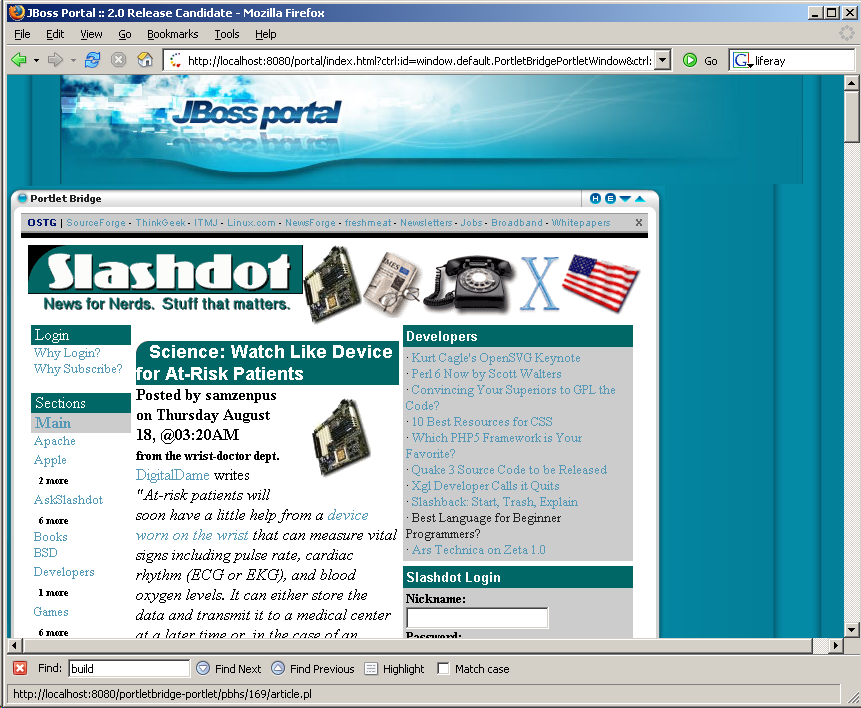 JBoss Portal :: 2.0 Release Candidate - Mozilla Firefox
File Edit View Go Bookmarks Tools Help
http://localhost:8080/portal/index.html?ctrl:id=window.default.PortletBridgePortletWindow&ctrl:
Go
G
liferay
JBoss portal
Portlet Bridge
H E
OSTG | SourceForge - ThinkGeek - ITMJ - Linux.com - NewsForge - freshmeat - Newsletters - Jobs - Broadband - Whitepapers X
Slashdot
News for Nerds. Stuff that matters.
TIMES
X
Login
Why Login?
Why Subscribe?
Sections
Main
Apache
Apple
2 more
AskSlashdot
6 more
Books
BSD
Developers
1 more
Games
6 more
Science: Watch Like Device
for At-Risk Patients
Posted by samzenpus
on Thursday August
18, @03:20AM
from the wrist-doctor dept.
DigitalDame writes
"At-risk patients will
soon have a little help from a device
worn on the wrist that can measure vital
signs including pulse rate, cardiac
rhythm (ECG or EKG), and blood
oxygen levels. It can either store the
data and transmit it to a medical center
at a later time or, in the case of an
Developers
· Kurt Cagle's OpenSVG Keynote
· Perl 6 Now by Scott Walters
· Convincing Your Superiors to GPL the
Code?
· 10 Best Resources for CSS
· Which PHP5 Framework is Your
Favorite?
· Quake 3 Source Code to be Released
· Xgl Developer Calls it Quits
· Slashback: Start, Trash, Explain
· Best Language for Beginner
Programmers?
· Ars Technica on Zeta 1.0
Slashdot Login
Nickname:
Password:
Find: build Find Next Find Previous Highlight Match case
http://localhost:8080/portletbridge-portlet/pbhs/169/article.pl